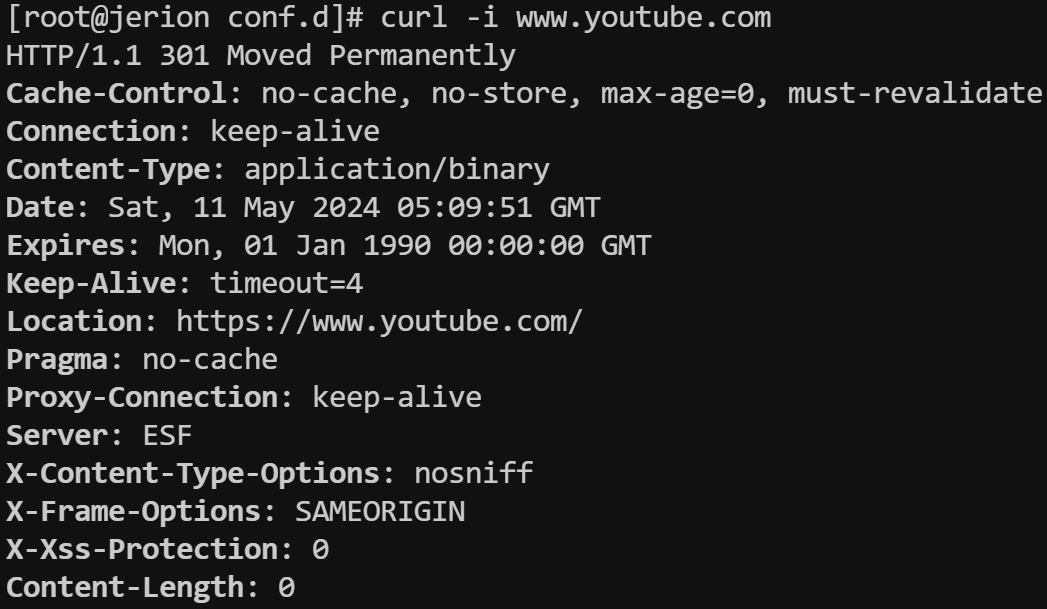 [root@jerion conf.d]# curl -i www.youtube.com
HTTP/1.1 301 Moved Permanently
Cache-Control: no-cache, no-store, max-age=0, must-revalidate
Connection: keep-alive
Content-Type: application/binary
Date: Sat, 11 May 2024 05:09:51 GMT
Expires: Mon, 01 Jan 1990 00:00:00 GMT
Keep-Alive: timeout=4
Location: https://www.youtube.com/
Pragma: no-cache
Proxy-Connection: keep-alive
Server: ESF
X-Content-Type-Options: nosniff
X-Frame-Options: SAMEORIGIN
X-Xss-Protection: 0
Content-Length: 0